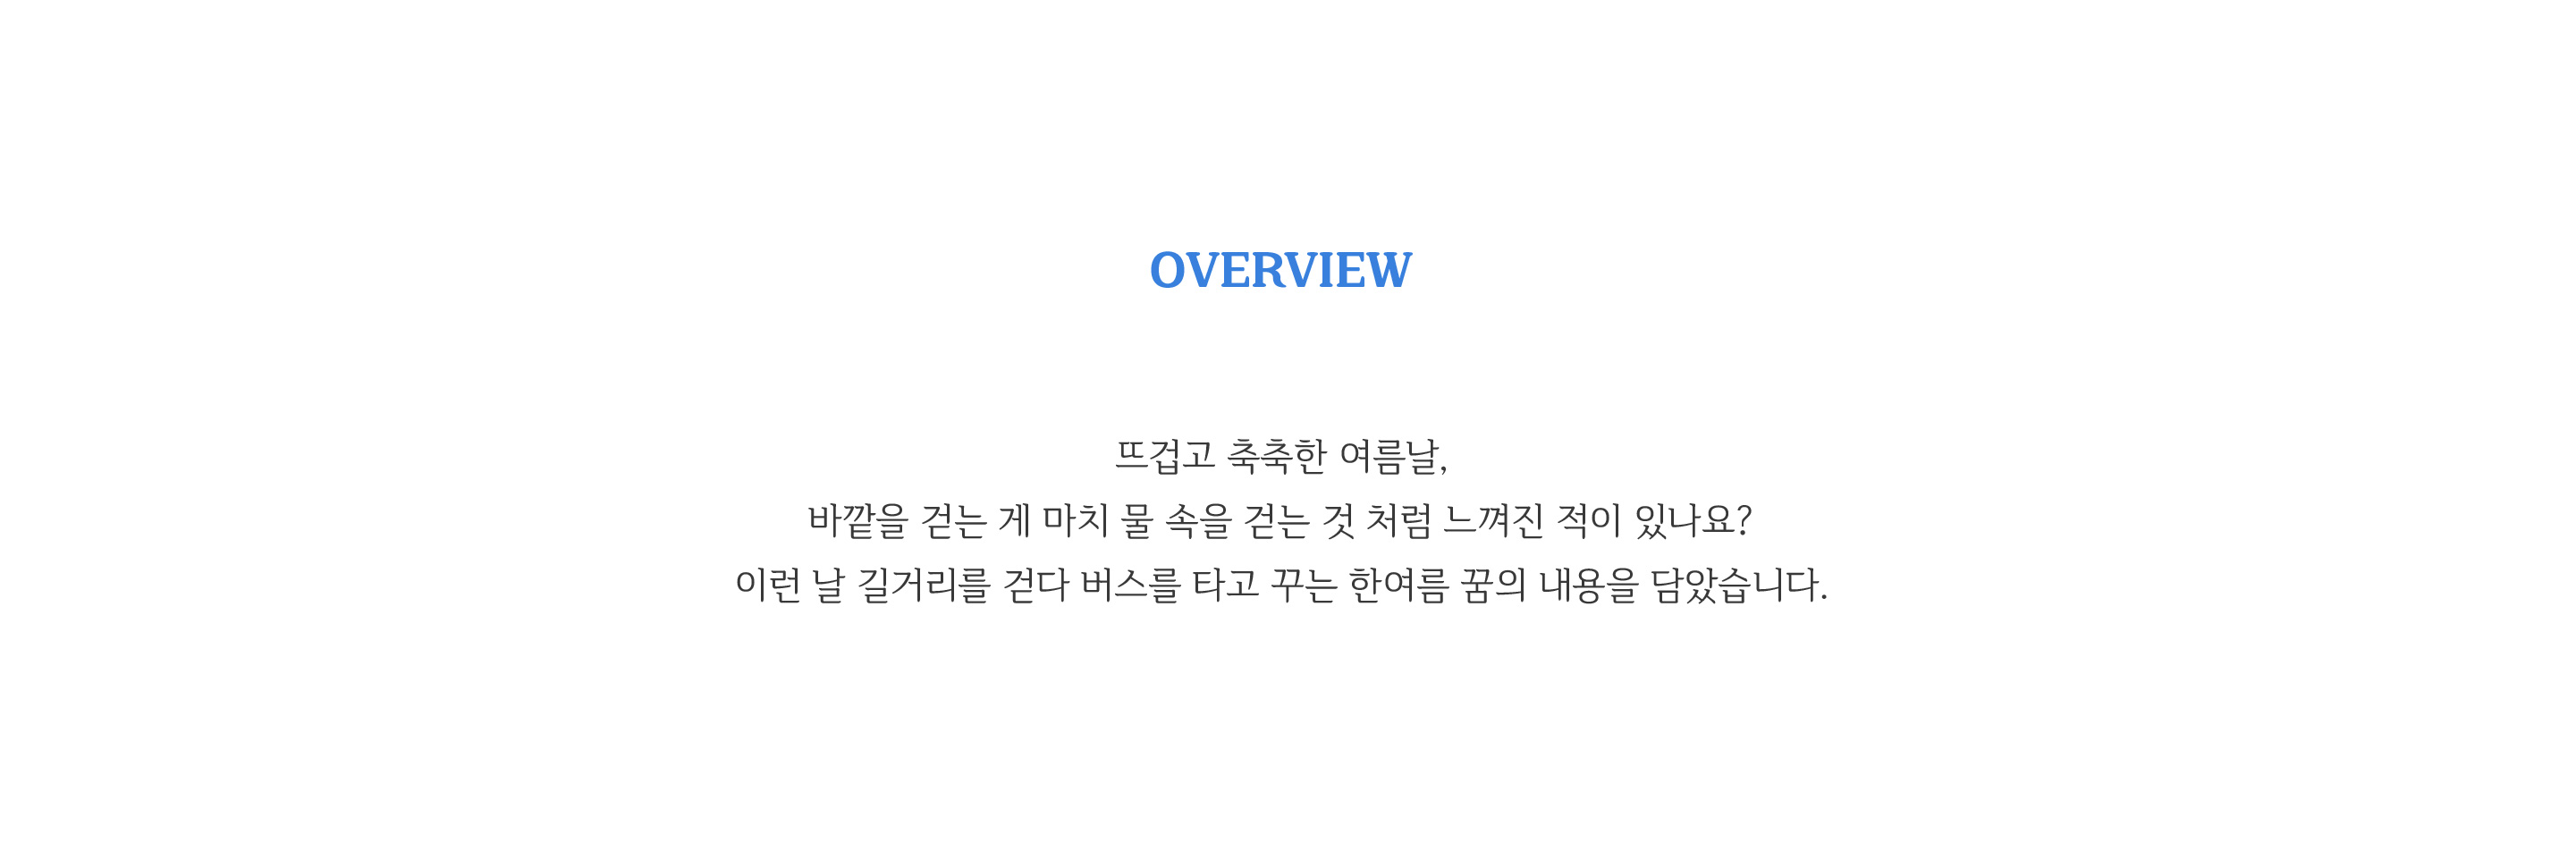 OVERVIEW
뜨겁고 축축한 여름날,
바깥을 걷는 게 마치 물 속을 걷는 것 처럼 느껴진 적이 있나요?
이런 날 길거리를 걷다 버스를 타고 꾸는 한여름 꿈의 내용을 담았습니다.